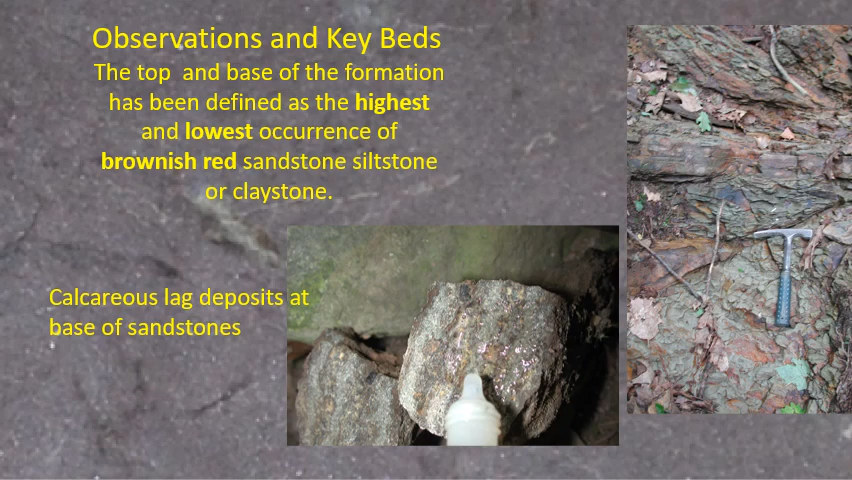 Observations and Key Beds
The top and base of the formation
has been defined as the highest
and lowest occurrence of
brownish red sandstone siltstone
or claystone.
Calcareous lag deposits at
base of sandstones